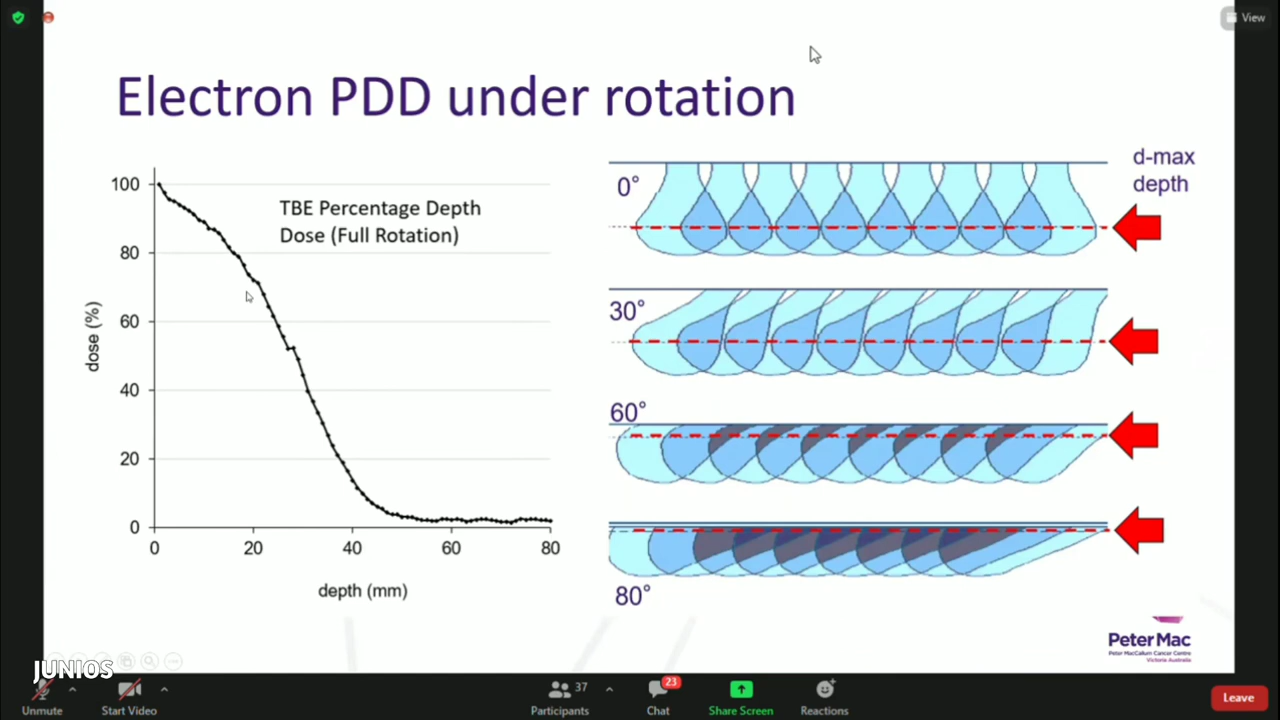 View
Electron PDD under rotation
TBE Percentage Depth
Dose (Full Rotation)
100
80
60
40
20
0
0
20
40
60
80
dose (%)
depth (mm)
d-max
depth
0°
30°
60°
80°
Peter Mac
Peter MacCallum Cancer Centre
Victoria Australia
JUNIOS
Unmute
Start Video
37
Participants
23
Chat
Share Screen
Reactions
Leave